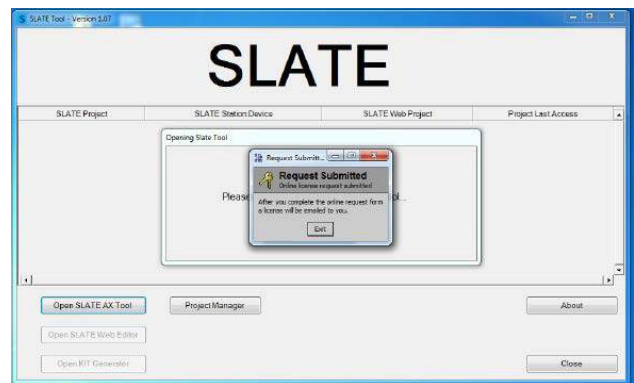 SLATE Tool - Version 1.07
SLATE
SLATE Project SLATE Station Device SLATE Web Project Project Last Access
Opening Slate Tool
Request Submitt...
Request Submitted
Online license request submitted
Please
After you complete the online request form
a license will be emailed to you.
Exit
Open SLATE AX Tool Project Manager About
Open SLATE Web Editor
Open KIT Generator Close